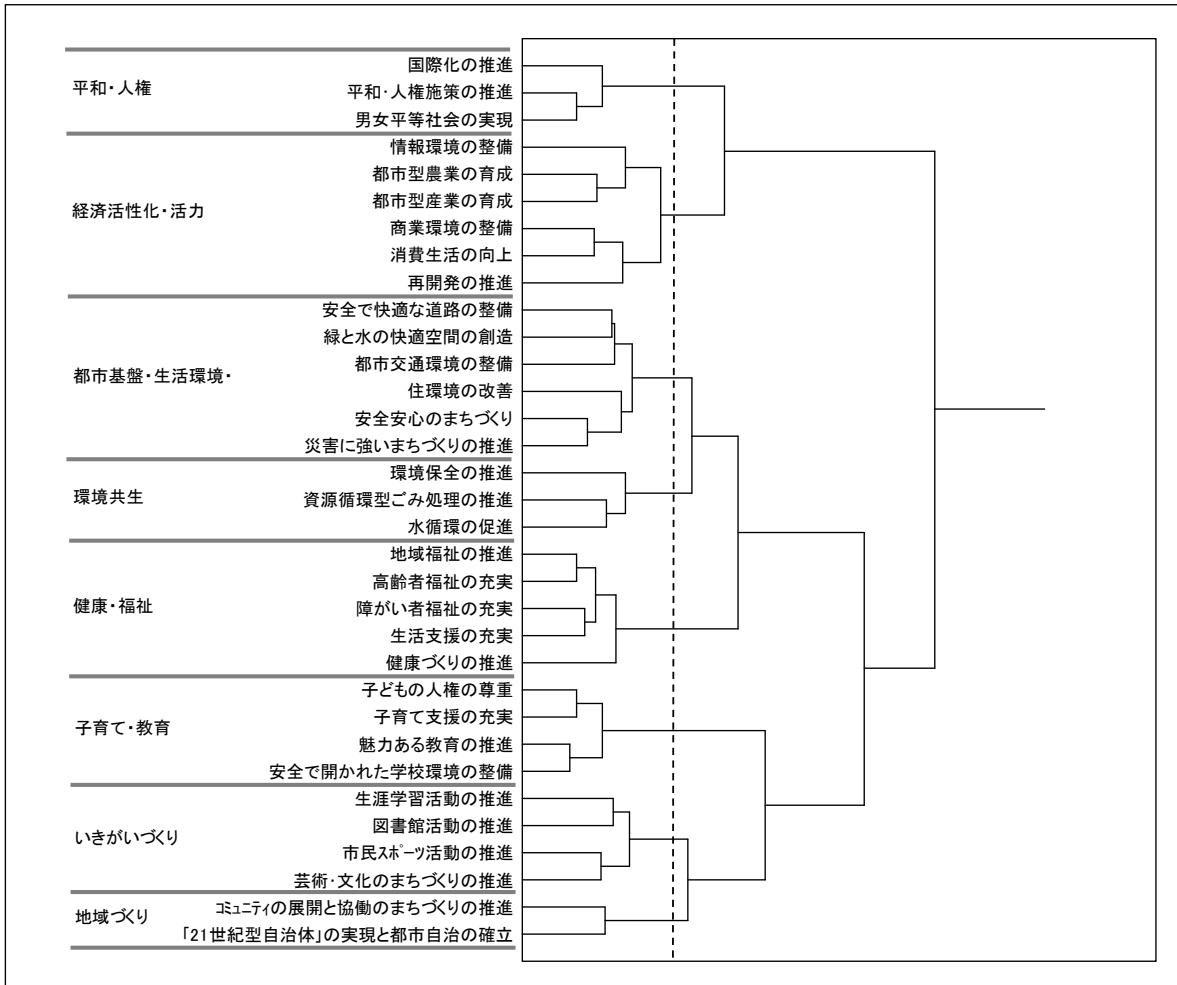 平和・人権
国際化の推進
平和・人権施策の推進
男女平等社会の実現
経済活性化・活力
情報環境の整備
都市型農業の育成
都市型産業の育成
商業環境の整備
消費生活の向上
再開発の推進
都市基盤・生活環境・
安全で快適な道路の整備
緑と水の快適空間の創造
都市交通環境の整備
住環境の改善
安全安心のまちづくり
災害に強いまちづくりの推進
環境共生
環境保全の推進
資源循環型ごみ処理の推進
水循環の促進
健康・福祉
地域福祉の推進
高齢者福祉の充実
障がい者福祉の充実
生活支援の充実
健康づくりの推進
子育て・教育
子どもの人権の尊重
子育て支援の充実
魅力ある教育の推進
安全で開かれた学校環境の整備
いきがいづくり
生涯学習活動の推進
図書館活動の推進
市民ｽﾎﾟｰﾂ活動の推進
芸術・文化のまちづくりの推進
地域づくり
ｺﾐｭﾆﾃｨの展開と協働のまちづくりの推進
「21世紀型自治体」の実現と都市自治の確立